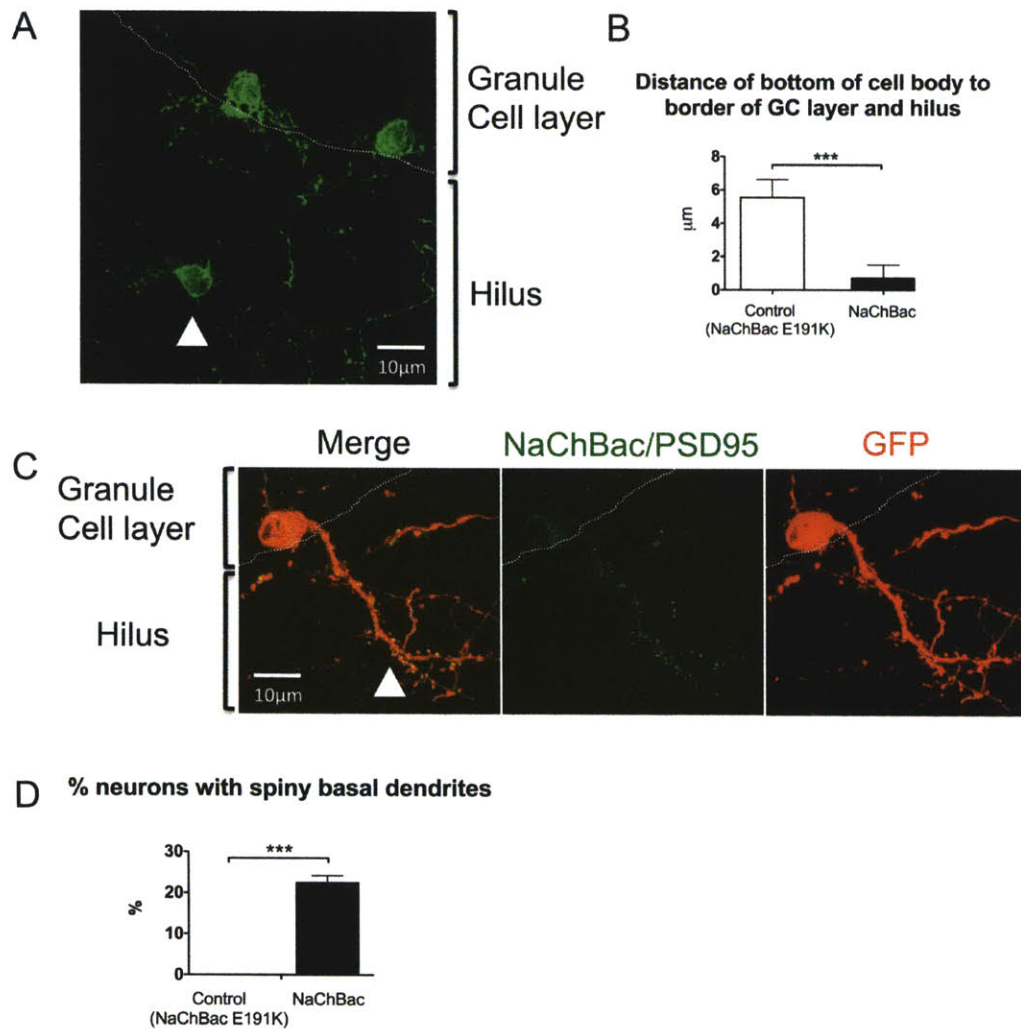 A
Granule
Cell layer
Hilus
10µm
B
Distance of bottom of cell body to
border of GC layer and hilus
***
8
6
4
2
0
µm
Control
(NaChBac E191K)
NaChBac
C
Merge
NaChBac/PSD95
GFP
Granule
Cell layer
Hilus
10µm
D
% neurons with spiny basal dendrites
***
30
20
10
0
%
Control
(NaChBac E191K)
NaChBac